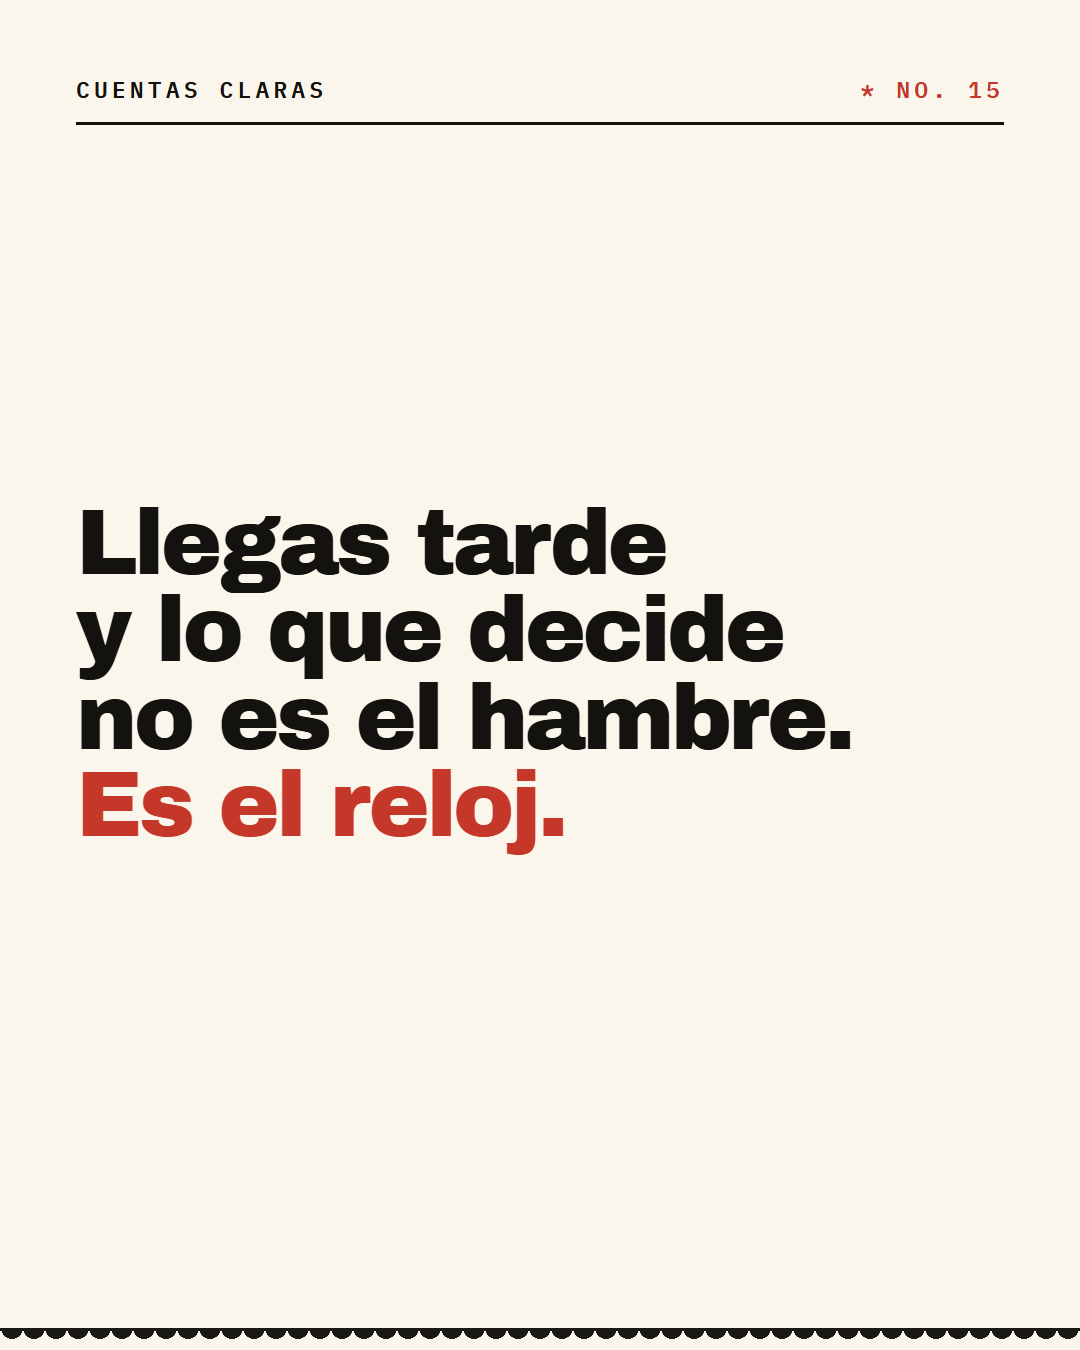 CUENTAS CLARAS
* NO. 15
Llegas tarde
y lo que decide
no es el hambre.
Es el reloj.